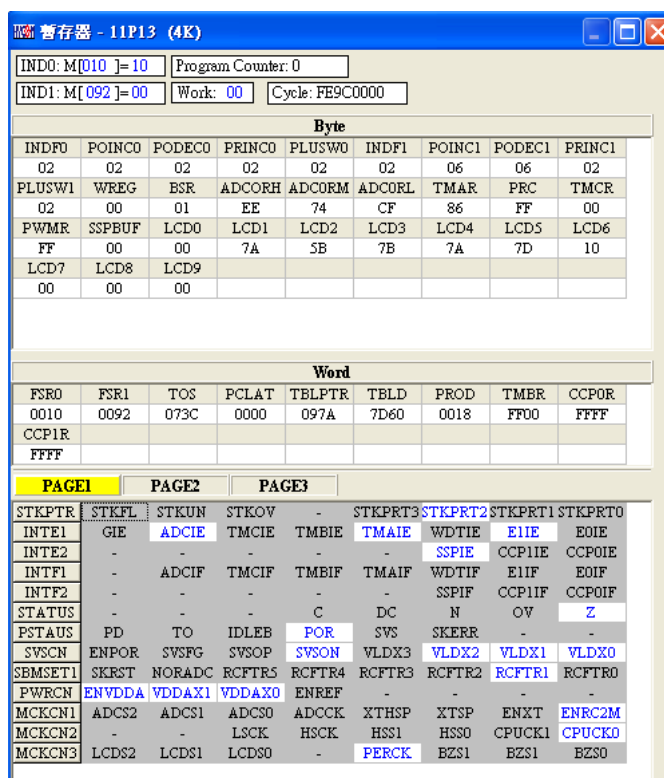 HYCON 暫存器 - 11P13 (4K)
IND0: M[010 ]= 10 Program Counter: 0
IND1: M[ 092 ]= 00 Work: 00 Cycle: FE9C0000
Byte
INDF0 POINC0 PODEC0 PRINC0 PLUSW0 INDF1 POINC1 PODEC1 PRINC1
02 02 02 02 02 02 06 06 02
PLUSW1 WREG BSR ADCORH ADC0RM ADC0RL TMAR PRC TMCR
02 00 01 EE 74 CF 86 FF 00
PWMR SSPBUF LCD0 LCD1 LCD2 LCD3 LCD4 LCD5 LCD6
FF 00 00 7A 5B 7B 7A 7D 10
LCD7 LCD8 LCD9
00 00 00
Word
FSR0 FSR1 TOS PCLAT TBLPTR TBLD PROD TMBR CCP0R
0010 0092 073C 0000 097A 7D60 0018 FF00 FFFF
CCP1R
FFFF
PAGE1 PAGE2 PAGE3
STKPTR STKFL STKUN STKOV - STKPRT3 STKPRT2 STKPRT1 STKPRT0
INTE1 GIE ADCIE TMCIE TMBIE TMAIE WDTIE E1IE E0IE
INTE2 - - - - - SSPIE CCP1IE CCP0IE
INTF1 - ADCIF TMCIF TMBIF TMAIF WDTIF E1IF E0IF
INTF2 - - - - - SSPIF CCP1IF CCP0IF
STATUS - - - C DC N OV Z
PSTAUS PD TO IDLEB POR SVS SKERR - -
SVSCN ENPOR SVSFG SVSOP SVSON VLDX3 VLDX2 VLDX1 VLDX0
SBMSET1 SKRST NORADC RCFTR5 RCFTR4 RCFTR3 RCFTR2 RCFTR1 RCFTR0
PWRCN ENVDDA VDDAX1 VDDAX0 ENREF - - - -
MCKCN1 ADCS2 ADCS1 ADCS0 ADCCK XTHSP XTSP ENXT ENRC2M
MCKCN2 - - LSCK HSCK HSS1 HSS0 CPUCK1 CPUCK0
MCKCN3 LCDS2 LCDS1 LCDS0 - PERCK BZS1 BZS1 BZS0